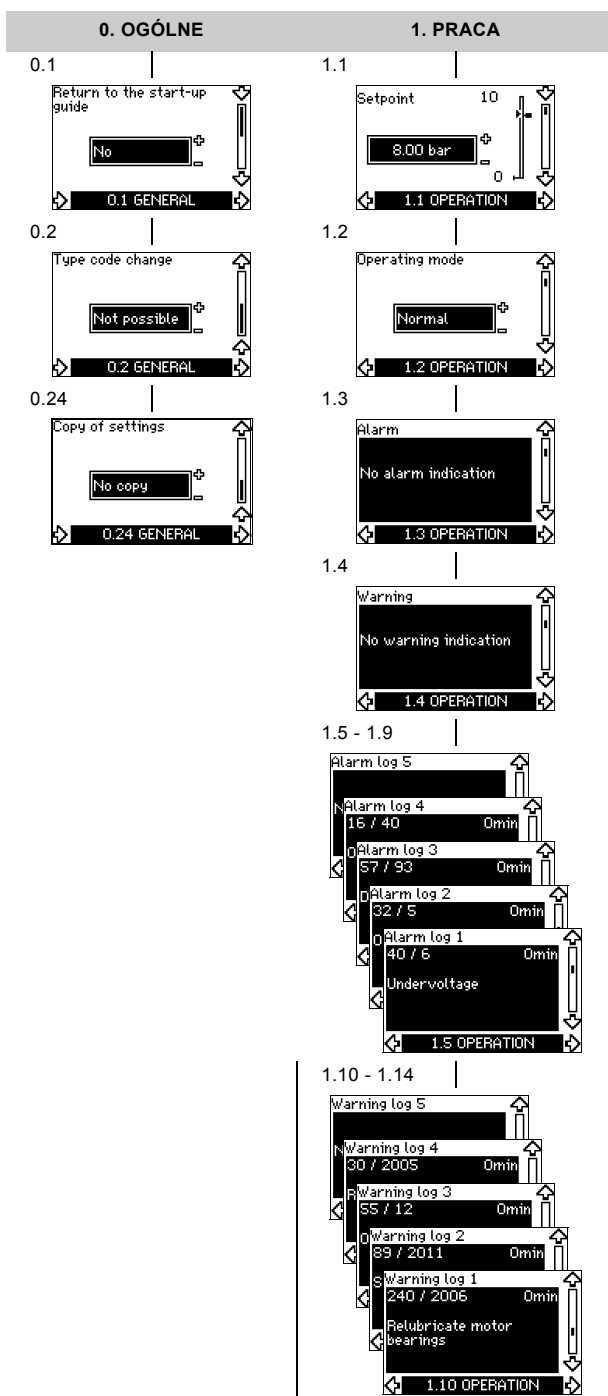 0. OGÓLNE
0.1
Return to the start-up
guide
No
0.1 GENERAL
0.2
Type code change
Not possible
0.2 GENERAL
0.24
Copy of settings
No copy
0.24 GENERAL
1. PRACA
1.1
Setpoint 10
8.00 bar
0
1.1 OPERATION
1.2
Operating mode
Normal
1.2 OPERATION
1.3
Alarm
No alarm indication
1.3 OPERATION
1.4
Warning
No warning indication
1.4 OPERATION
1.5 - 1.9
Alarm log 5
N
Alarm log 4
16 / 40 0min
Alarm log 3
57 / 93 0min
Alarm log 2
32 / 5 0min
Alarm log 1
40 / 6 0min
Undervoltage
1.5 OPERATION
1.10 - 1.14
Warning log 5
N
Warning log 4
30 / 2005 0min
Warning log 3
55 / 12 0min
Warning log 2
89 / 2011 0min
S
Warning log 1
240 / 2006 0min
Relubricate motor
bearings
1.10 OPERATION